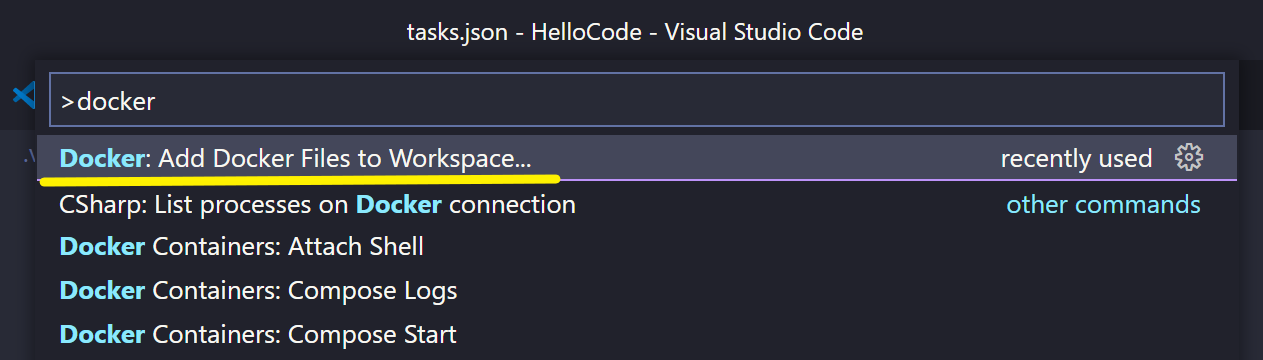 tasks.json - HelloCode - Visual Studio Code
>docker
Docker: Add Docker Files to Workspace... recently used
CSharp: List processes on Docker connection other commands
Docker Containers: Attach Shell
Docker Containers: Compose Logs
Docker Containers: Compose Start